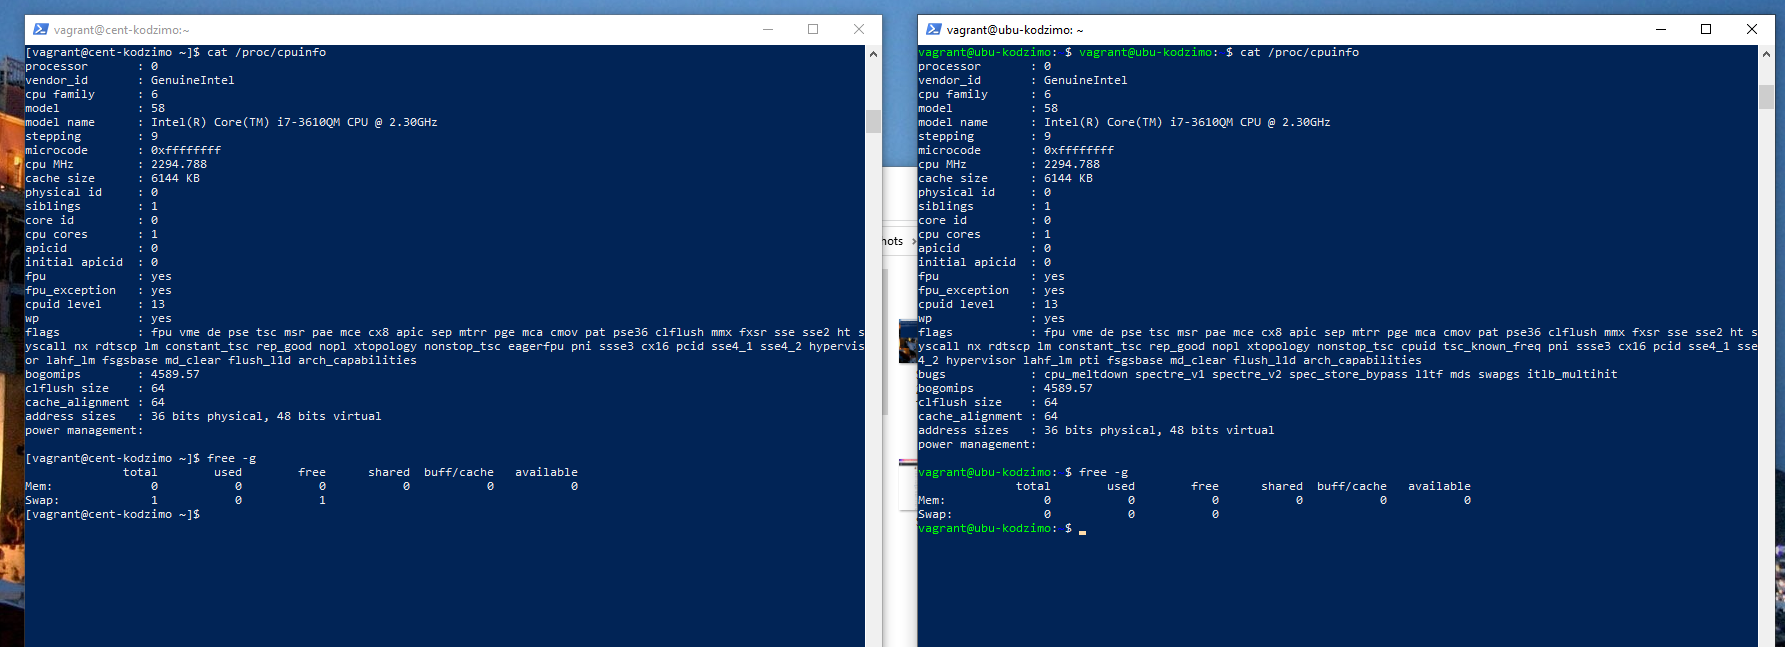 vagrant@cent-kodzimo:~
[vagrant@cent-kodzimo ~]$ cat /proc/cpuinfo
processor : 0
vendor_id : GenuineIntel
cpu family : 6
model : 58
model name : Intel(R) Core(TM) i7-3610QM CPU @ 2.30GHz
stepping : 9
microcode : 0xffffffff
cpu MHz : 2294.788
cache size : 6144 KB
physical id : 0
siblings : 1
core id : 0
cpu cores : 1
apicid : 0
initial apicid : 0
fpu : yes
fpu_exception : yes
cpuid level : 13
wp : yes
flags : fpu vme de pse tsc msr pae mce cx8 apic sep mtrr pge mca cmov pat pse36 clflush mmx fxsr sse sse2 ht s
yscall nx rdtscp lm constant_tsc rep_good nopl xtopology nonstop_tsc eagerfpu pni ssse3 cx16 pcid sse4_1 sse4_2 hypervis
or lahf_lm fsgsbase md_clear flush_l1d arch_capabilities
bogomips : 4589.57
clflush size : 64
cache_alignment : 64
address sizes : 36 bits physical, 48 bits virtual
power management:
[vagrant@cent-kodzimo ~]$ free -g
total used free shared buff/cache available
Mem: 0 0 0 0 0 0
Swap: 1 0 1
[vagrant@cent-kodzimo ~]$
hots
vagrant@ubu-kodzimo: ~
vagrant@ubu-kodzimo: $ vagrant@ubu-kodzimo: $ cat /proc/cpuinfo
processor : 0
vendor_id : GenuineIntel
cpu family : 6
model : 58
model name : Intel(R) Core(TM) i7-3610QM CPU @ 2.30GHz
stepping : 9
microcode : 0xffffffff
cpu MHz : 2294.788
cache size : 6144 KB
physical id : 0
siblings : 1
core id : 0
cpu cores : 1
apicid : 0
initial apicid : 0
fpu : yes
fpu_exception : yes
cpuid level : 13
wp : yes
flags : fpu vme de pse tsc msr pae mce cx8 apic sep mtrr pge mca cmov pat pse36 clflush mmx fxsr sse sse2 ht s
yscall nx rdtscp lm constant_tsc rep_good nopl xtopology nonstop_tsc cpuid tsc_known_freq pni ssse3 cx16 pcid sse4_1 sse
4_2 hypervisor lahf_lm pti fsgsbase md_clear flush_l1d arch_capabilities
bugs : cpu_meltdown spectre_v1 spectre_v2 spec_store_bypass l1tf mds swapgs itlb_multihit
bogomips : 4589.57
clflush size : 64
cache_alignment : 64
address sizes : 36 bits physical, 48 bits virtual
power management:
vagrant@ubu-kodzimo: $ free -g
total used free shared buff/cache available
Mem: 0 0 0 0 0 0
Swap: 0 0 0
vagrant@ubu-kodzimo: $